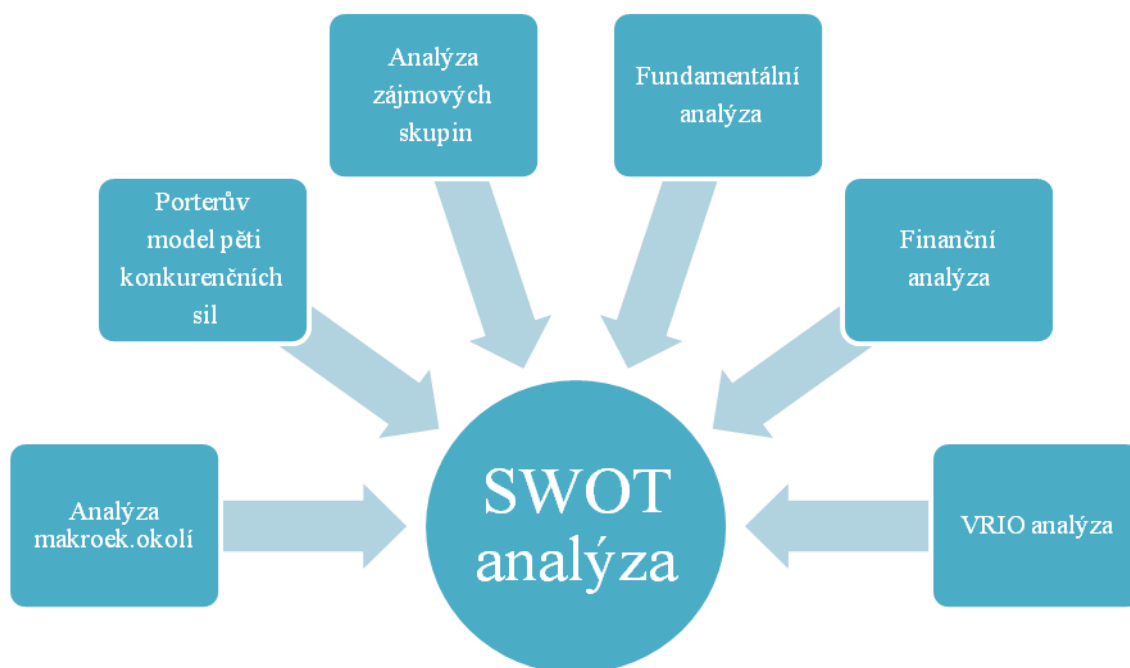 Analýza
zájmových
skupin
Fundamentální
analýza
Porterův
model pěti
konkurenčních
sil
Finanční
analýza
Analýza
makroek.okolí
SWOT
analýza
VRIO analýza